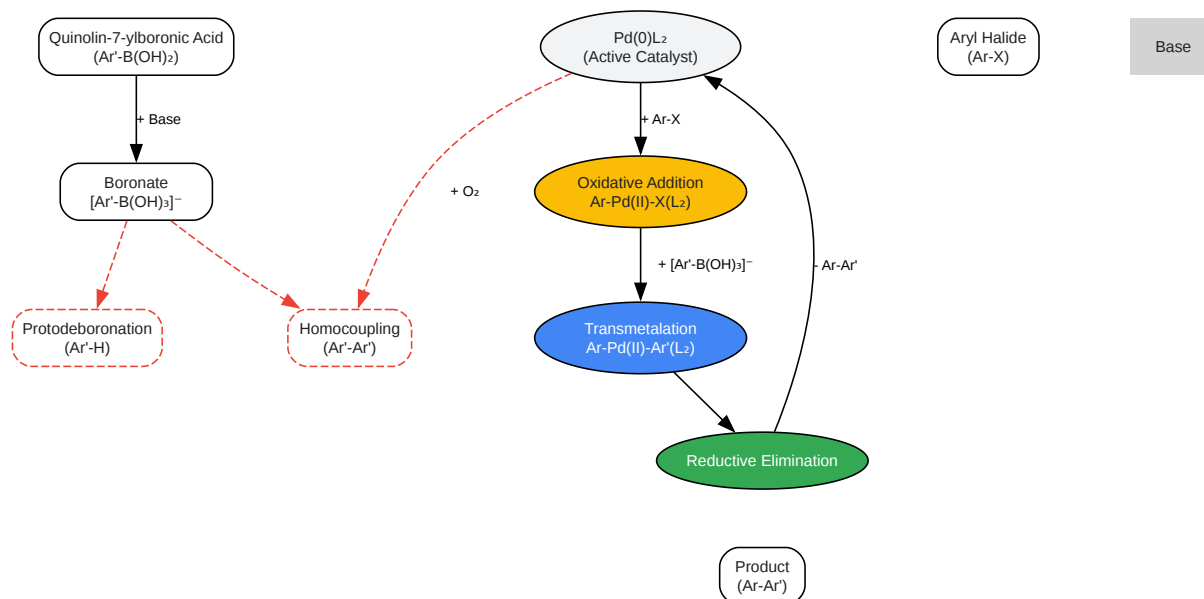 Quinolin-7-ylboronic Acid
(Ar'-B(OH)₂)
Pd(0)L₂
(Active Catalyst)
Aryl Halide
(Ar-X)
Base
+ Base
+ Ar-X
Boronate
[Ar'-B(OH)₃]⁻
+ O₂
Oxidative Addition
Ar-Pd(II)-X(L₂)
+ [Ar'-B(OH)₃]⁻
- Ar-Ar'
Protodeboronation
(Ar'-H)
Homocoupling
(Ar'-Ar')
Transmetalation
Ar-Pd(II)-Ar'(L₂)
Reductive Elimination
Product
(Ar-Ar')